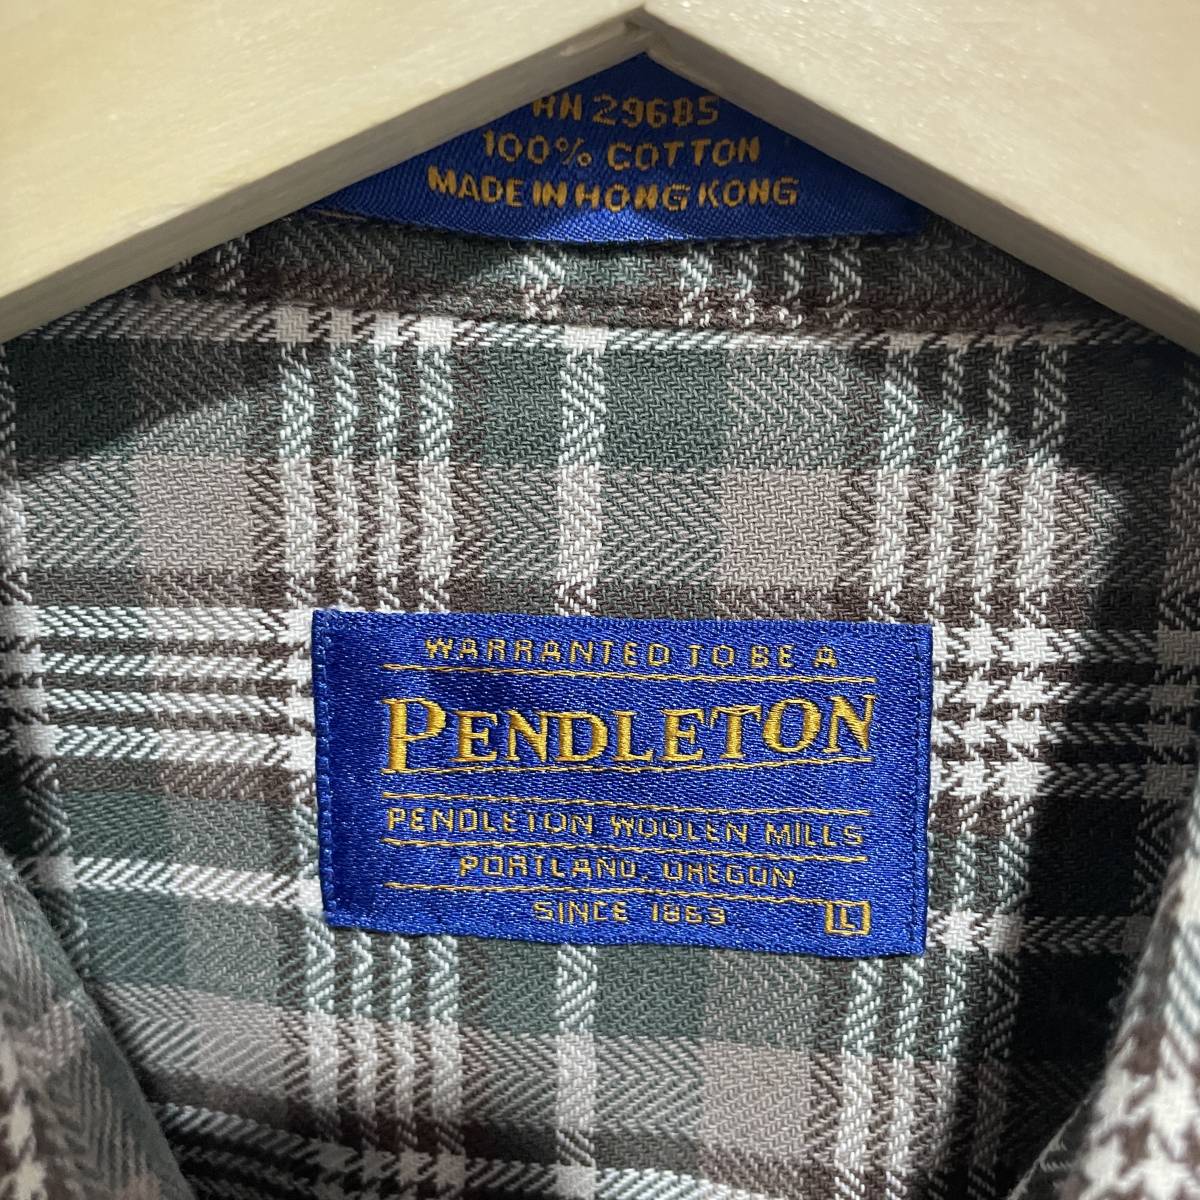 RN 29685
100% COTTON
MADE IN HONG KONG
WARRANTED TO BE A
PENDLETON
PENDLETON WOOLEN MILLS
PORTLAND, OREGON
SINCE 1863 L